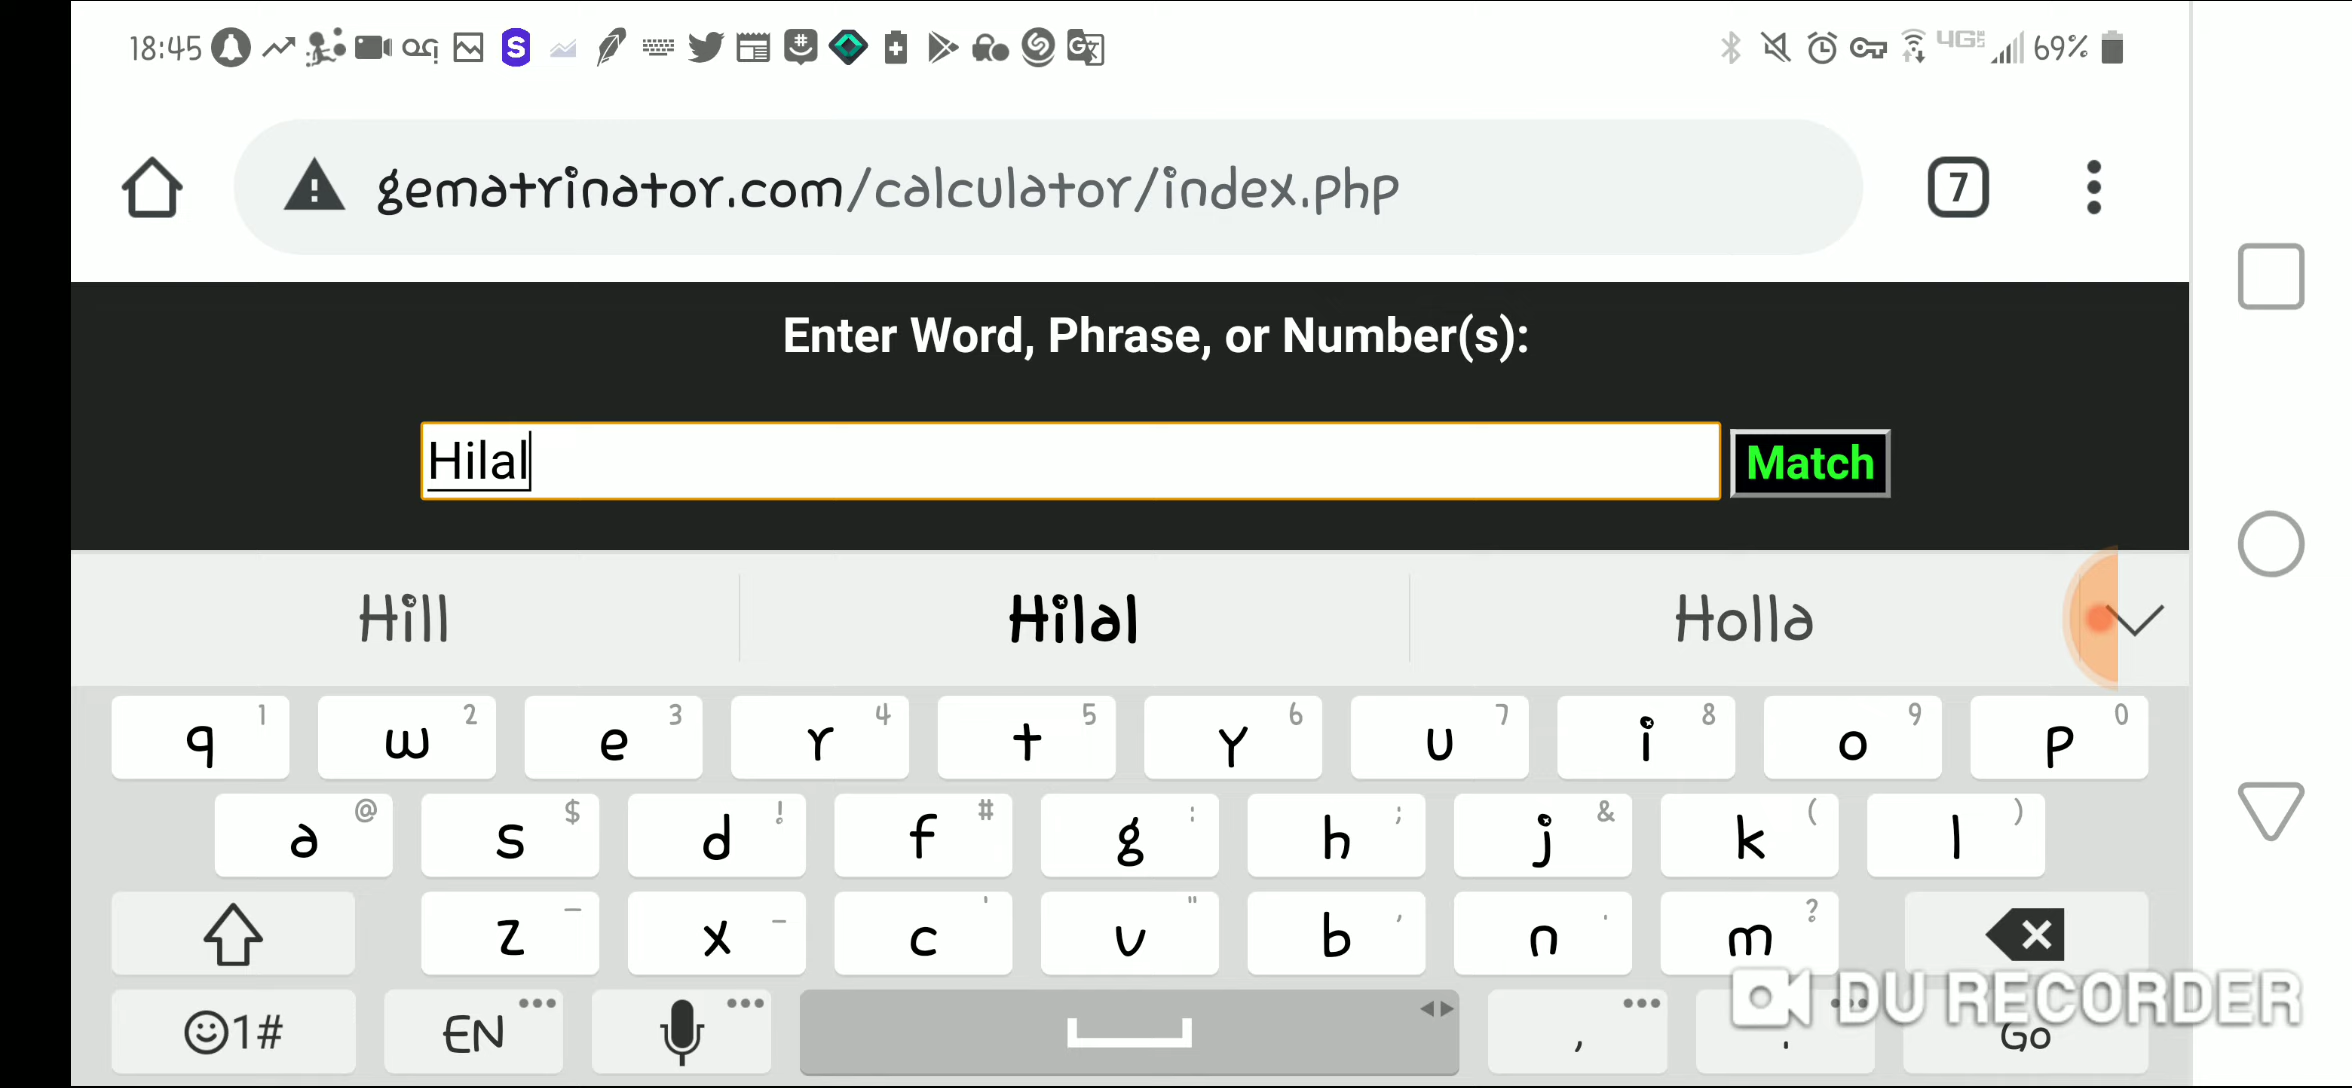 18:45 S 4G 69%
gematrinator.com/calculator/index.php 7
Enter Word, Phrase, or Number(s):
Hilal Match
Hill Hilal Holla
1 2 3 4 5 6 7 8 9 0
q w e r t y u i o p
@ $ ! # : ; & ( )
a s d f g h j k l
– - ' " , . ?
z x c v b n m
DU RECORDER
1# EN , . Go